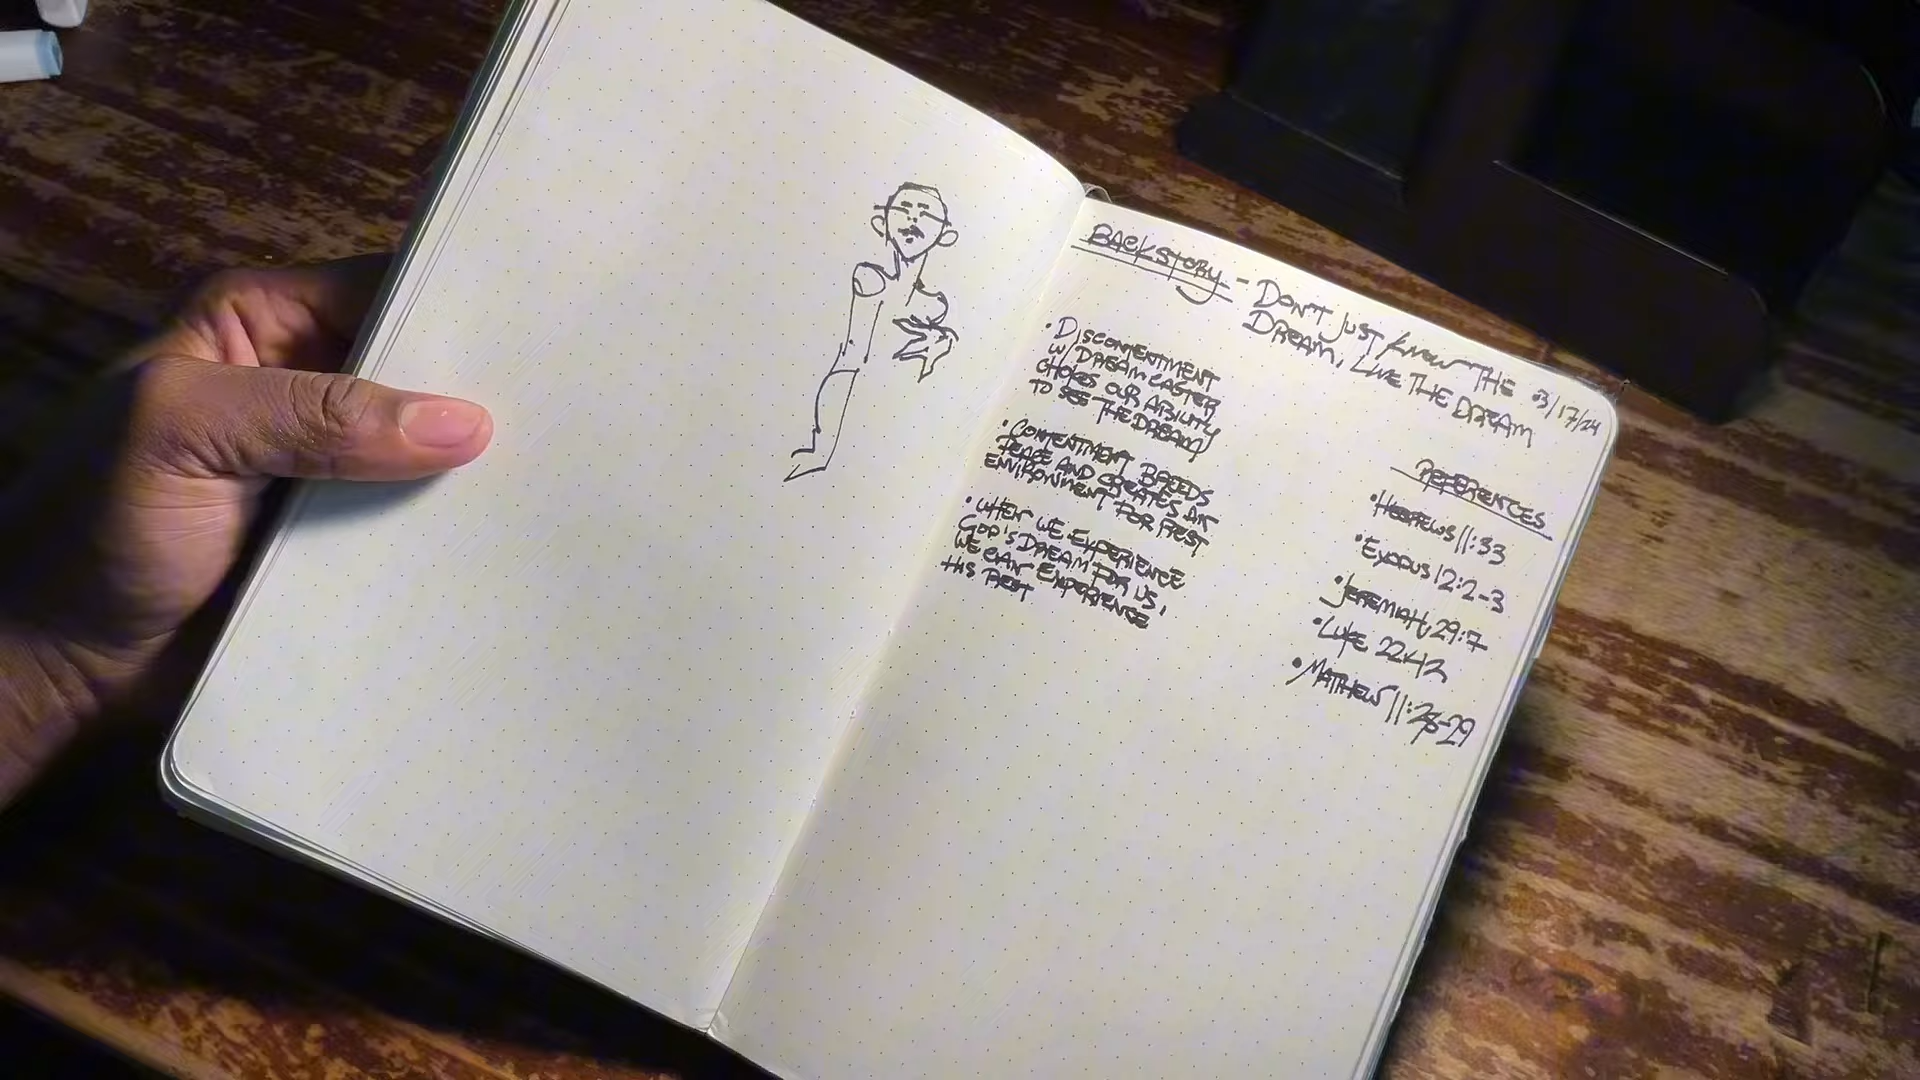 BACKSTORY - DON'T JUST KNOW THE
DREAM, LIVE THE DREAM
03/17/24
• DISCONTENTMENT
W/ DREAM CASTER
CHOKES OUR ABILITY
TO SEE THE DREAM
• CONTENTMENT BREEDS
PEACE AND CREATES AN
ENVIRONMENT FOR REST
• WHEN WE EXPERIENCE
GOD'S DREAM FOR US,
WE CAN EXPERIENCE
HIS REST
REFERENCES
• HEBREWS 11:33
• EXODUS 12:2-3
• JEREMIAH 29:7
• LUKE 22:42
• MATTHEW 11:28-29